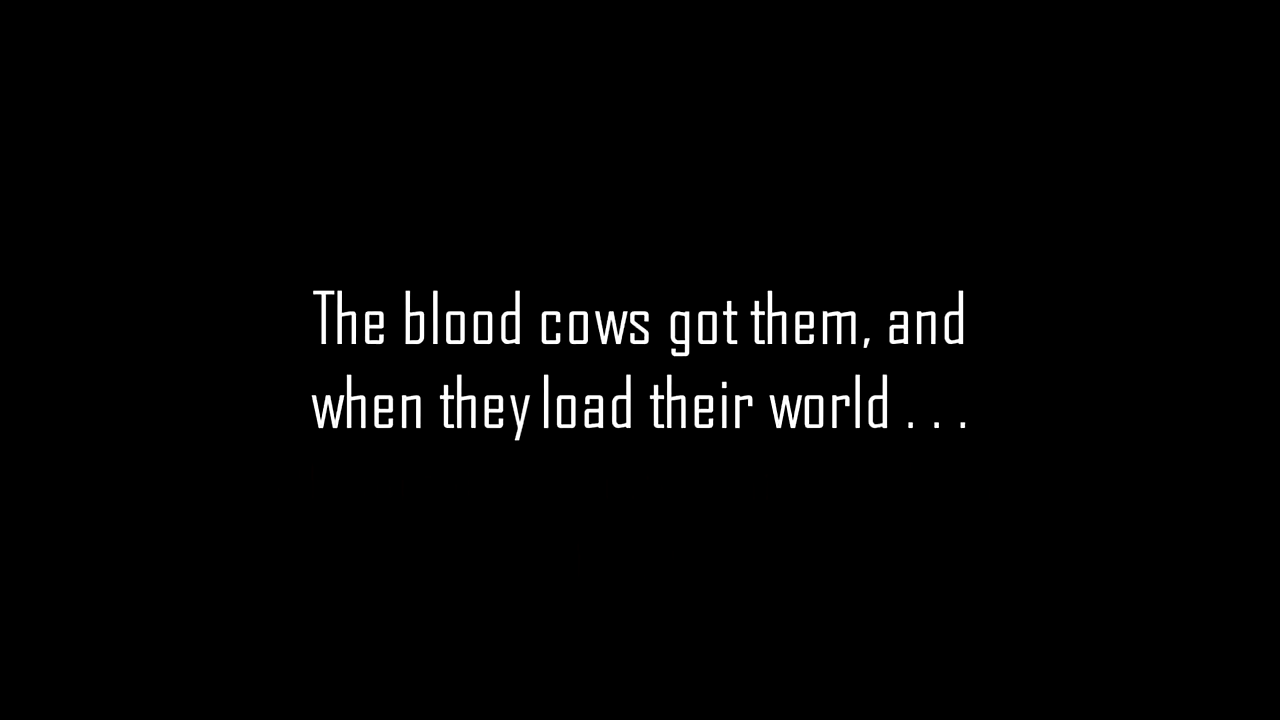 The blood cows got them, and
when they load their world . . .